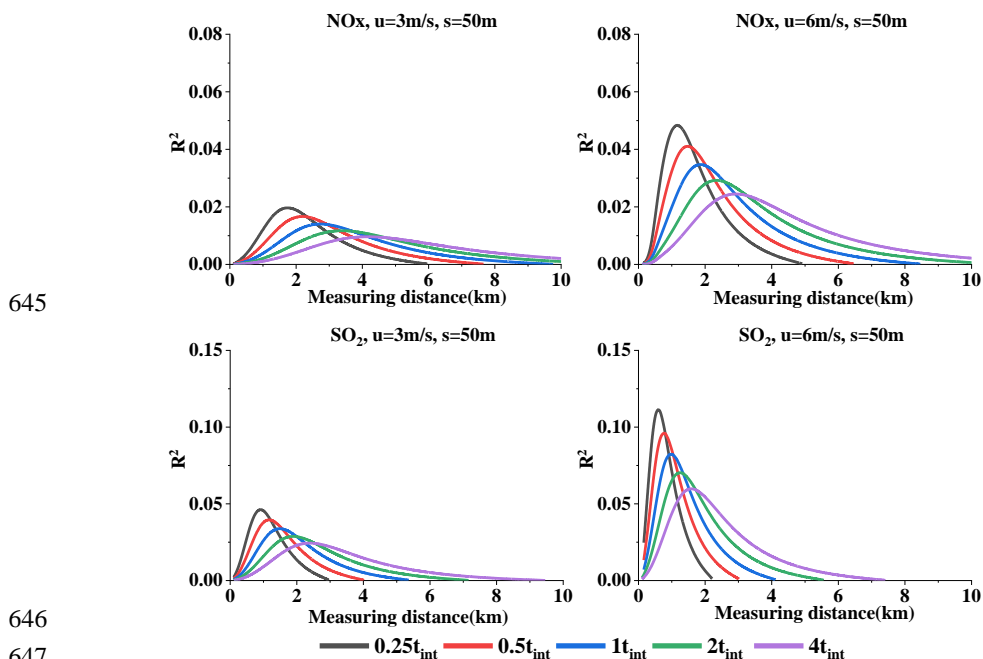 NOx, u=3m/s, s=50m
0.08
0.06
0.04
0.02
0.00
R²
0 2 4 6 8 10
Measuring distance(km)
NOx, u=6m/s, s=50m
0.08
0.06
0.04
0.02
0.00
R²
0 2 4 6 8 10
Measuring distance(km)
645
SO₂, u=3m/s, s=50m
0.15
0.10
0.05
0.00
R²
0 2 4 6 8 10
Measuring distance(km)
SO₂, u=6m/s, s=50m
0.15
0.10
0.05
0.00
R²
0 2 4 6 8 10
Measuring distance(km)
646
0.25tint 0.5tint 1tint 2tint 4tint
647